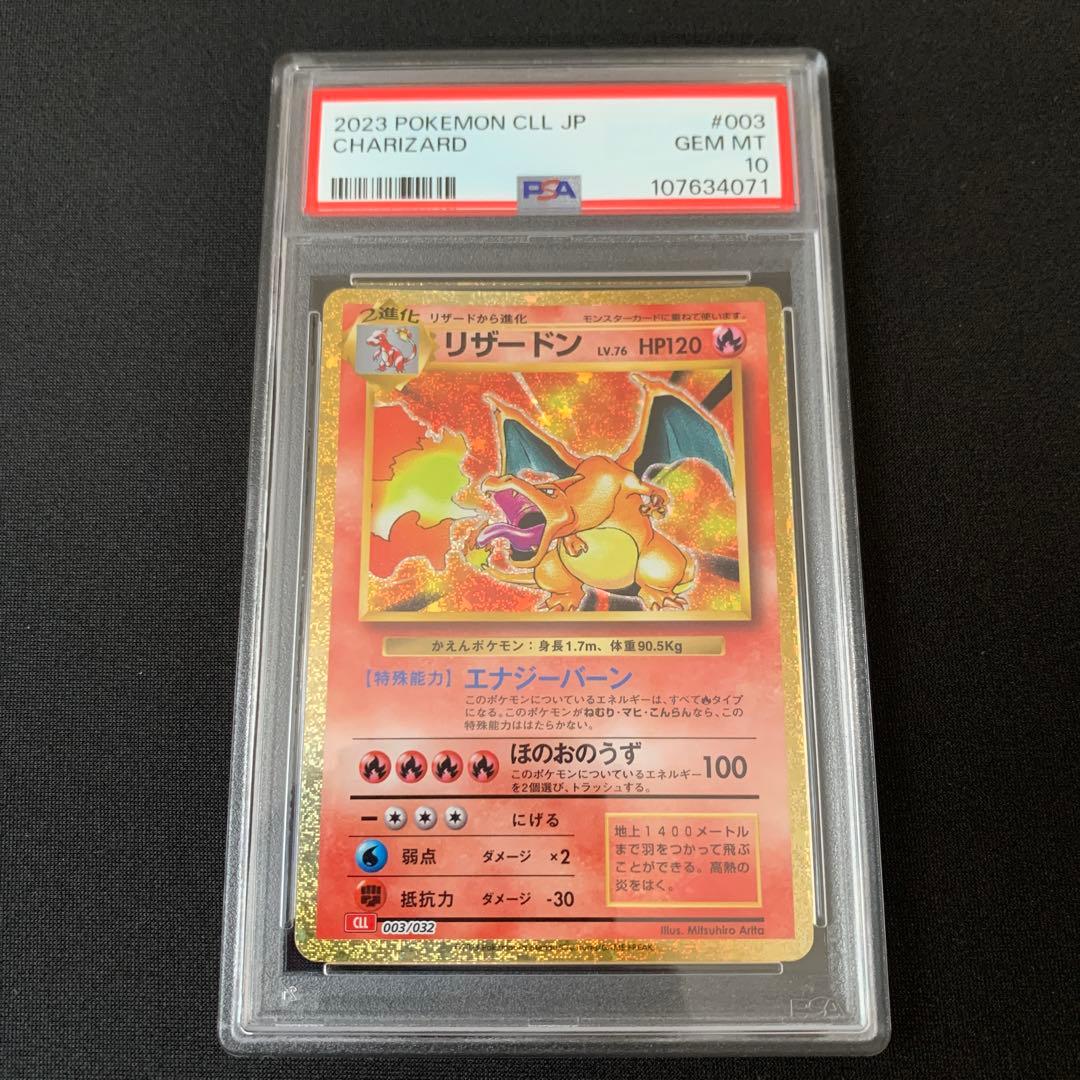 2023 POKEMON CLL JP #003
CHARIZARD GEM MT
10
PSA 107634071
2進化 リザードから進化 モンスターカードに重ねて使います。
リザードン LV.76 HP120
かえんポケモン:身長1.7m、体重90.5Kg
【特殊能力】エナジーバーン
このポケモンについているエネルギーは、すべてタイプ
になる。このポケモンがねむり・マヒ・こんらんなら、この
特殊能力ははたらかない。
ほのおのうず
このポケモンについているエネルギー 100
を2個選び、トラッシュする。
にげる
弱点 ダメージ ×2
抵抗力 ダメージ -30
地上1400メートル
まで羽をつかって飛ぶ
ことができる。高熱の
炎をはく。
CLL 003/032
Illus. Mitsuhiro Arita
GAME FREAK
PSA